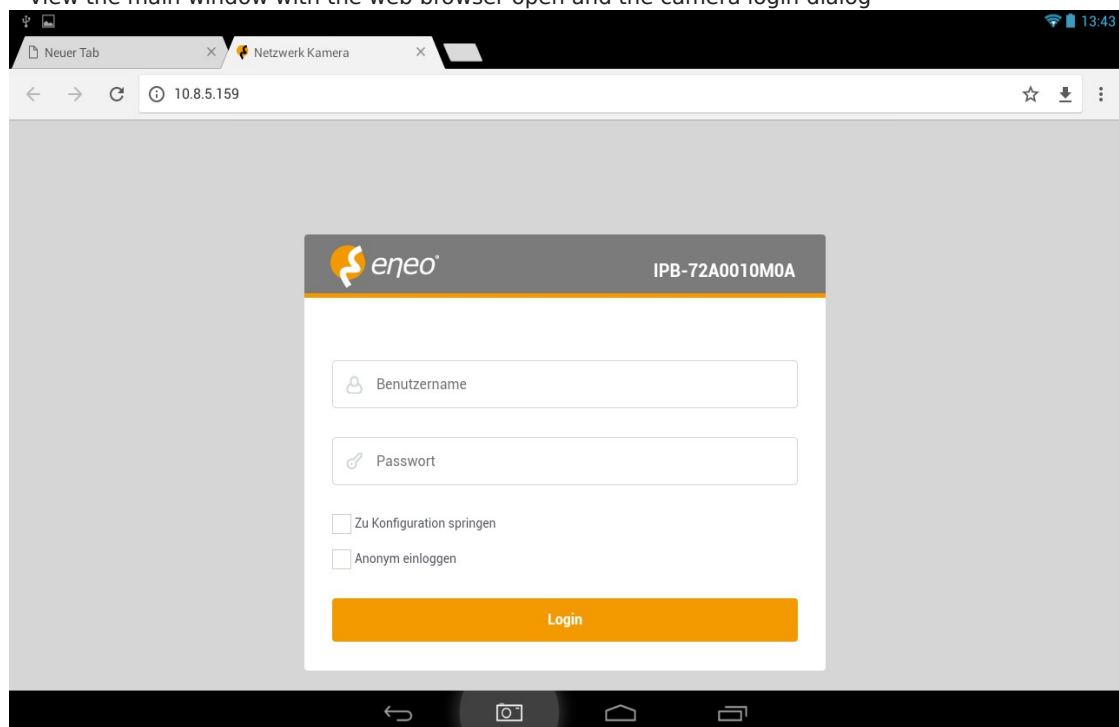 view the main window with the web browser open and the camera login dialog
13:43
Neuer Tab
Netzwerk Kamera
10.8.5.159
eneo
IPB-72A0010M0A
Benutzername
Passwort
Zu Konfiguration springen
Anonym einloggen
Login